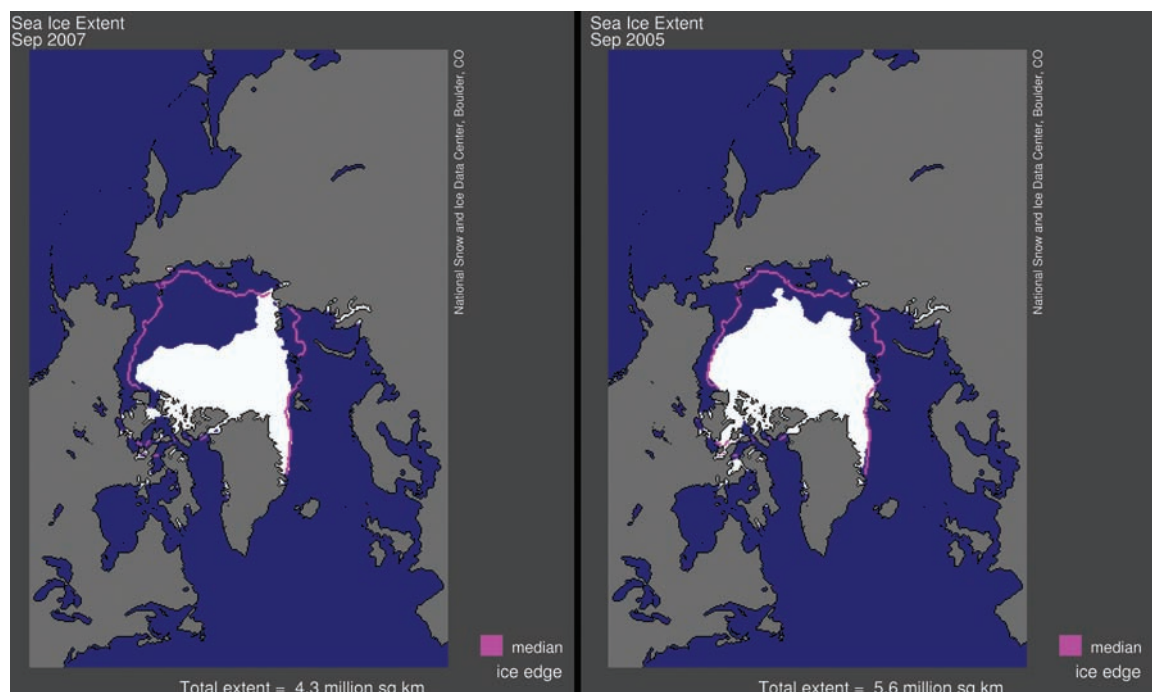 Sea Ice Extent
Sep 2007
National Snow and Ice Data Center, Boulder, CO
median
ice edge
Total extent = 4.3 million sq km
Sea Ice Extent
Sep 2005
National Snow and Ice Data Center, Boulder, CO
median
ice edge
Total extent = 5.6 million sq km